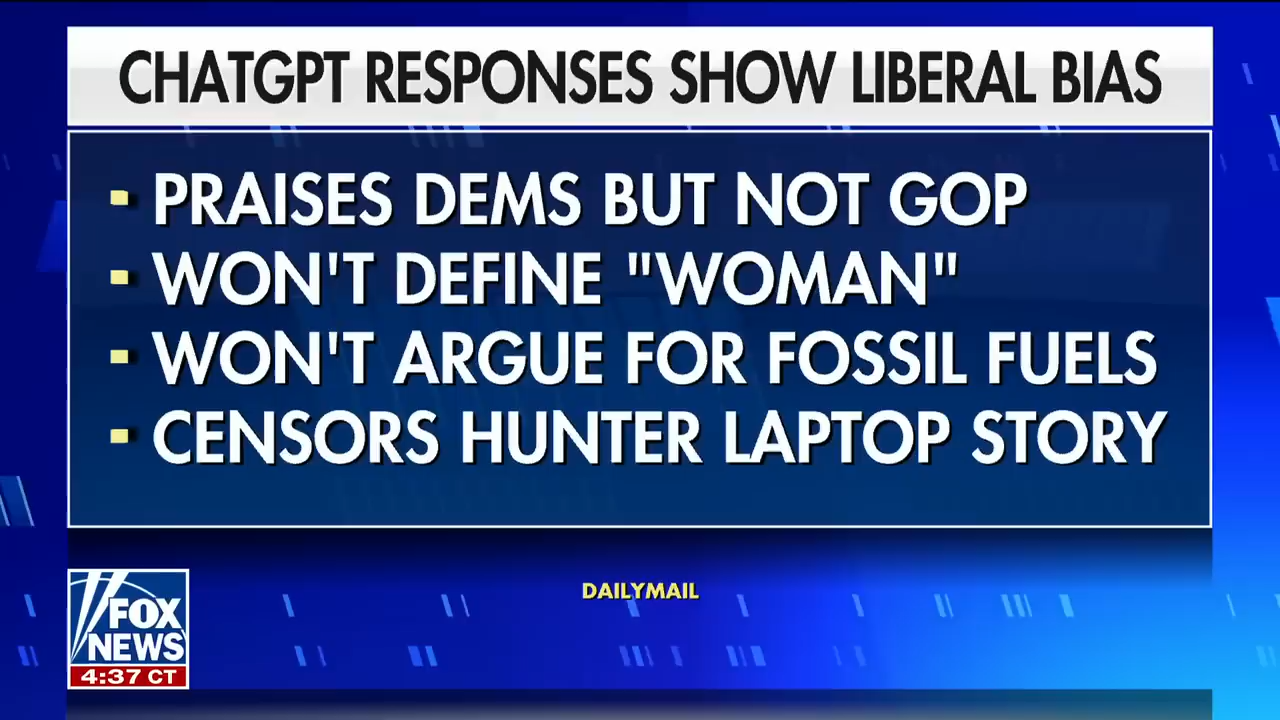 CHATGPT RESPONSES SHOW LIBERAL BIAS
PRAISES DEMS BUT NOT GOP
WON'T DEFINE "WOMAN"
WON'T ARGUE FOR FOSSIL FUELS
CENSORS HUNTER LAPTOP STORY
DAILYMAIL
FOX
NEWS
4:37 CT